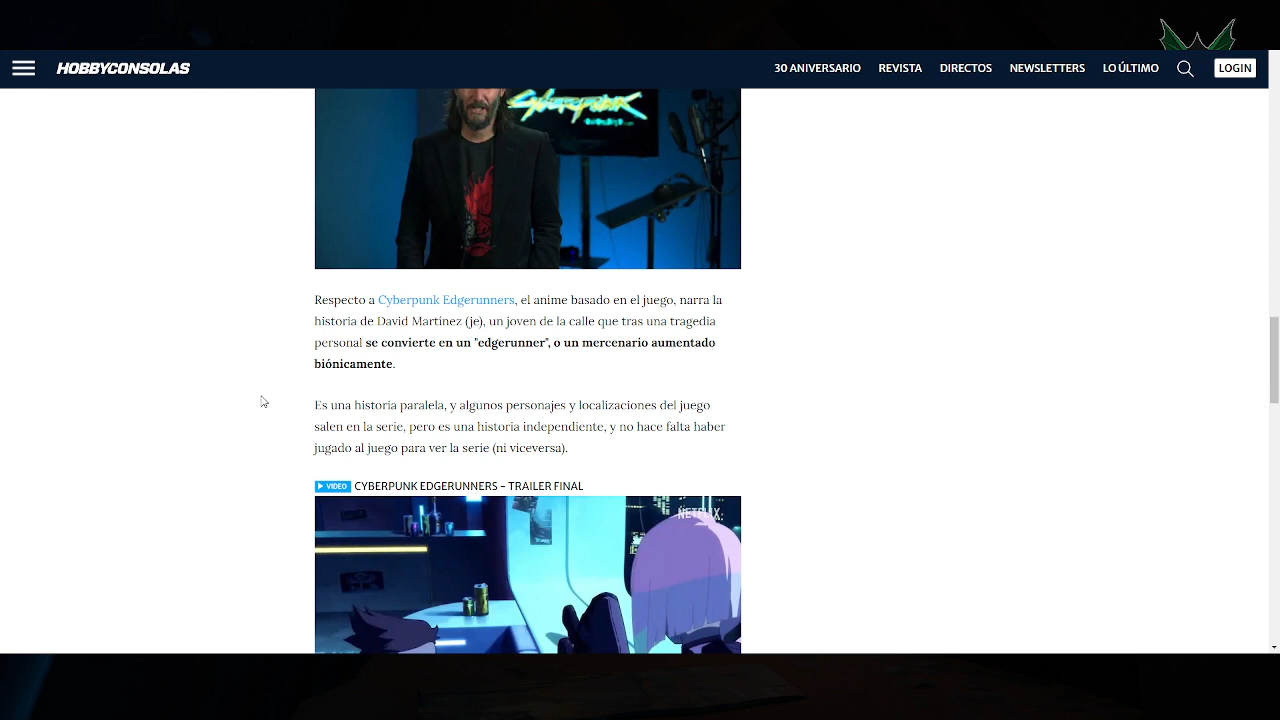 HOBBYCONSOLAS
30 ANIVERSARIO REVISTA DIRECTOS NEWSLETTERS LO ÚLTIMO LOGIN
Cyberpunk
Respecto a Cyberpunk Edgerunners, el anime basado en el juego, narra la
historia de David Martínez (je), un joven de la calle que tras una tragedia
personal se convierte en un "edgerunner", o un mercenario aumentado
biónicamente.
Es una historia paralela, y algunos personajes y localizaciones del juego
salen en la serie, pero es una historia independiente, y no hace falta haber
jugado al juego para ver la serie (ni viceversa).
VIDEO CYBERPUNK EDGERUNNERS – TRAILER FINAL
NETFLIX